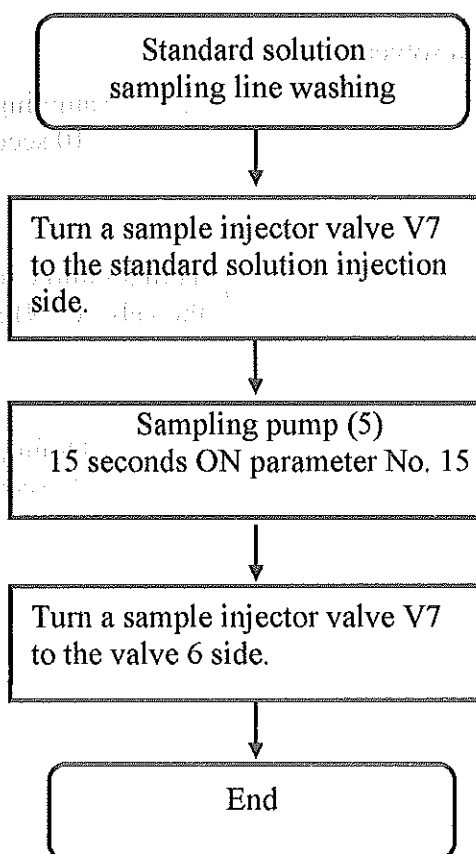 Standard solution
sampling line washing
Turn a sample injector valve V7
to the standard solution injection
side.
Sampling pump (5)
15 seconds ON parameter No. 15
Turn a sample injector valve V7
to the valve 6 side.
End